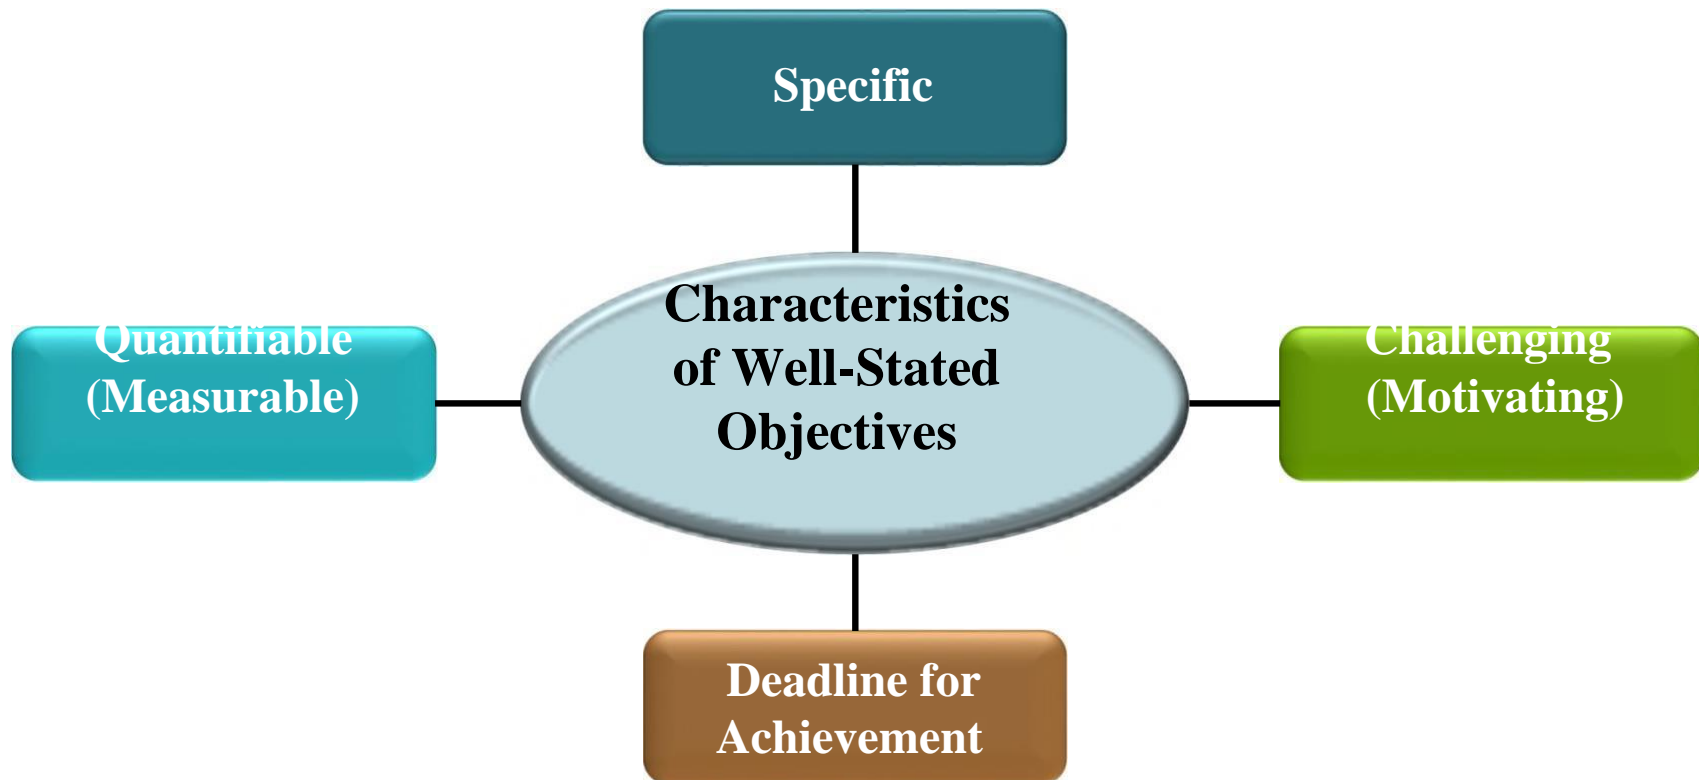 Specific
Characteristics
of Well-Stated
Objectives
Quantifiable
(Measurable)
Challenging
(Motivating)
Deadline for
Achievement